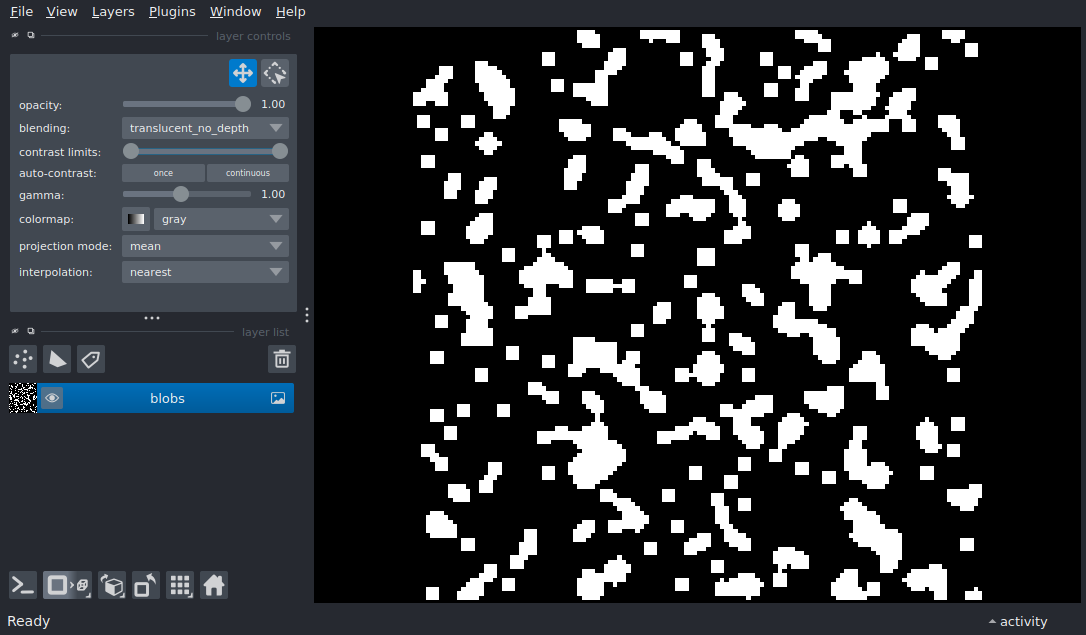 File View Layers Plugins Window Help
layer controls
opacity: 1.00
blending: translucent_no_depth
contrast limits:
auto-contrast: once continuous
gamma: 1.00
colormap: gray
projection mode: mean
interpolation: nearest
layer list
blobs
Ready activity